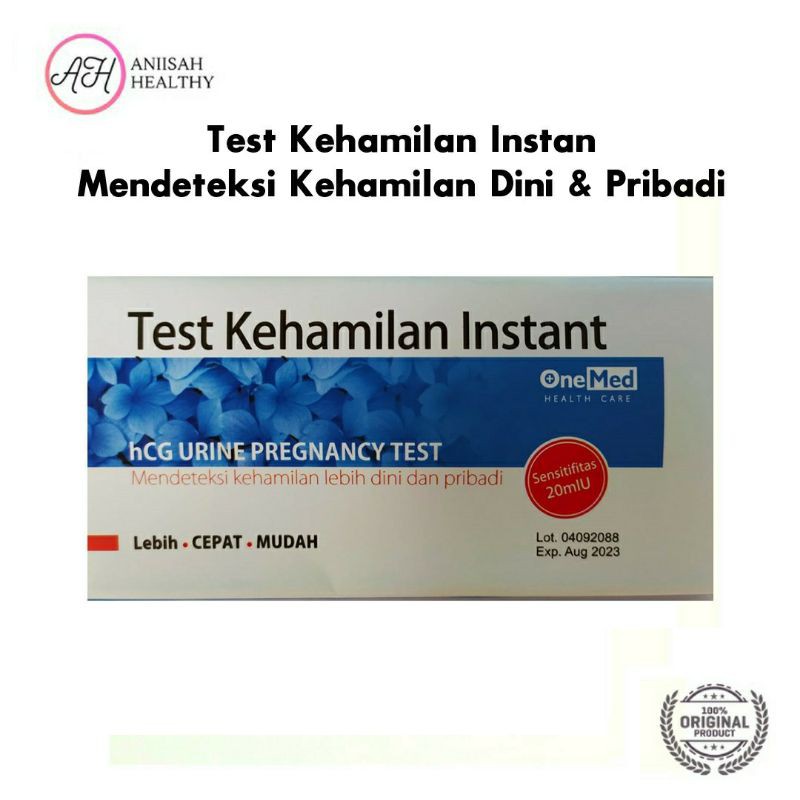 AH
ANIISAH
HEALTHY
Test Kehamilan Instan
Mendeteksi Kehamilan Dini & Pribadi
Test Kehamilan Instant
OneMed
HEALTH CARE
hCG URINE PREGNANCY TEST
Mendeteksi kehamilan lebih dini dan pribadi
Sensitifitas
20mIU
Lebih • CEPAT • MUDAH
Lot. 04092088
Exp. Aug 2023
100%
ORIGINAL
PRODUCT